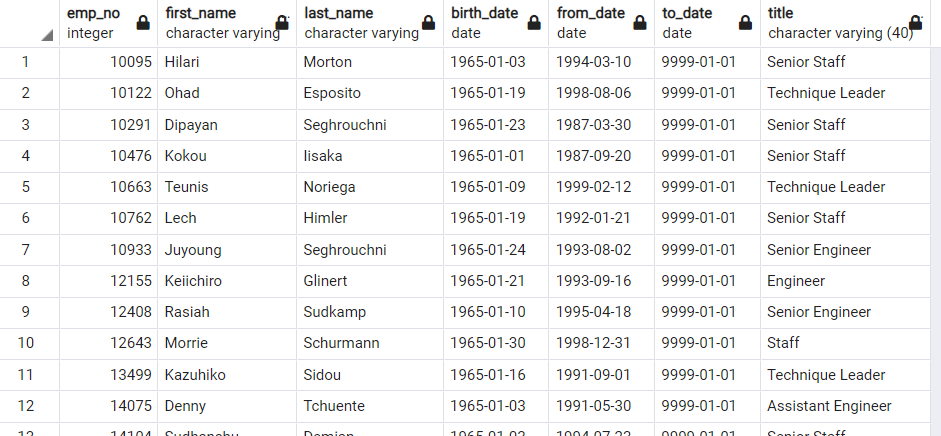 emp_no first_name last_name birth_date from_date to_date title
integer character varying character varying date date date character varying (40)
1 10095 Hilari Morton 1965-01-03 1994-03-10 9999-01-01 Senior Staff
2 10122 Ohad Esposito 1965-01-19 1998-08-06 9999-01-01 Technique Leader
3 10291 Dipayan Seghrouchni 1965-01-23 1987-03-30 9999-01-01 Senior Staff
4 10476 Kokou Iisaka 1965-01-01 1987-09-20 9999-01-01 Senior Staff
5 10663 Teunis Noriega 1965-01-09 1999-02-12 9999-01-01 Technique Leader
6 10762 Lech Himler 1965-01-19 1992-01-21 9999-01-01 Senior Staff
7 10933 Juyoung Seghrouchni 1965-01-24 1993-08-02 9999-01-01 Senior Engineer
8 12155 Keiichiro Glinert 1965-01-21 1993-09-16 9999-01-01 Engineer
9 12408 Rasiah Sudkamp 1965-01-10 1995-04-18 9999-01-01 Senior Engineer
10 12643 Morrie Schurmann 1965-01-30 1998-12-31 9999-01-01 Staff
11 13499 Kazuhiko Sidou 1965-01-16 1991-09-01 9999-01-01 Technique Leader
12 14075 Denny Tchuente 1965-01-03 1991-05-30 9999-01-01 Assistant Engineer